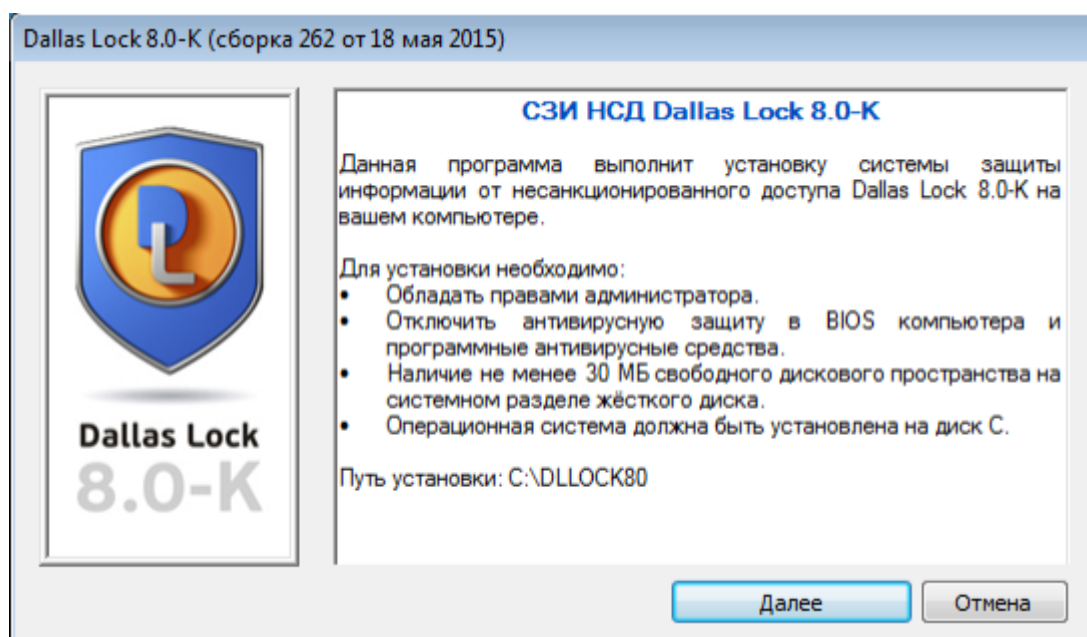 Dallas Lock 8.0-K (сборка 262 от 18 мая 2015)
DL
Dallas Lock
8.0-K
СЗИ НСД Dallas Lock 8.0-K
Данная программа выполнит установку системы защиты
информации от несанкционированного доступа Dallas Lock 8.0-K на
вашем компьютере.
Для установки необходимо:
• Обладать правами администратора.
• Отключить антивирусную защиту в BIOS компьютера и
программные антивирусные средства.
• Наличие не менее 30 МБ свободного дискового пространства на
системном разделе жёсткого диска.
• Операционная система должна быть установлена на диск C.
Путь установки: C:\DLLOCK80
Далее
Отмена